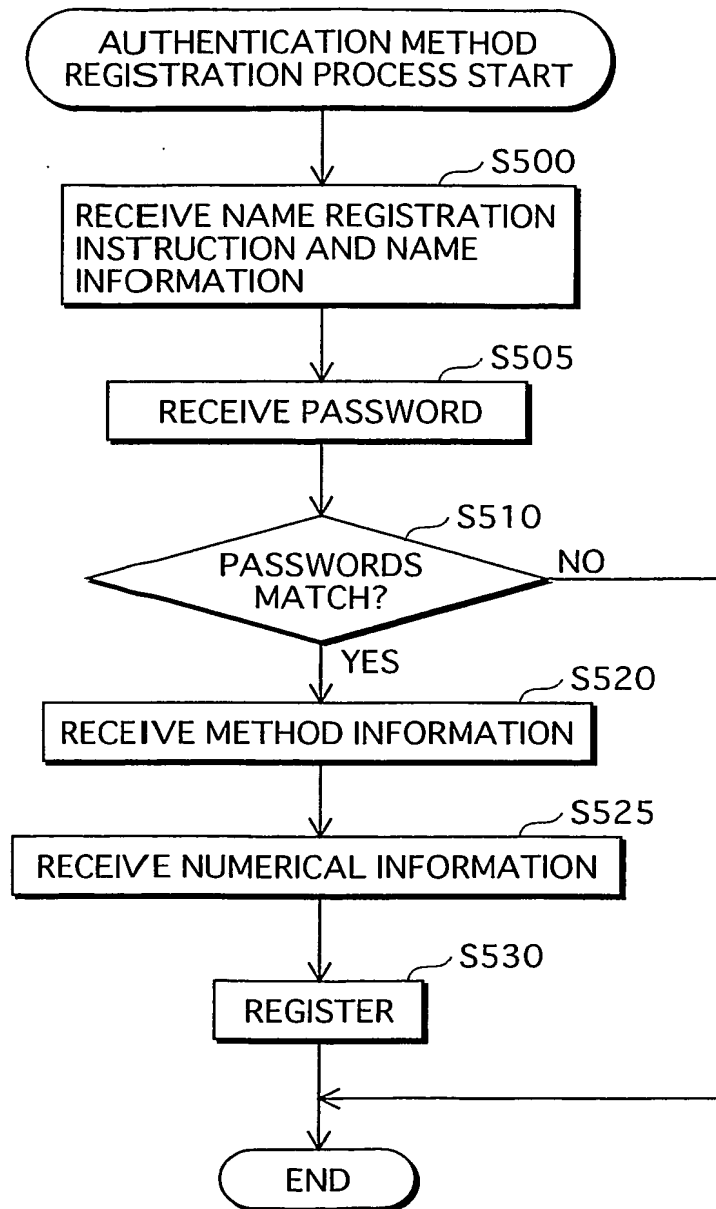 AUTHENTICATION METHOD
REGISTRATION PROCESS START
S500
RECEIVE NAME REGISTRATION
INSTRUCTION AND NAME
INFORMATION
S505
RECEIVE PASSWORD
S510
PASSWORDS
MATCH?
NO
YES
S520
RECEIVE METHOD INFORMATION
S525
RECEIVE NUMERICAL INFORMATION
S530
REGISTER
END